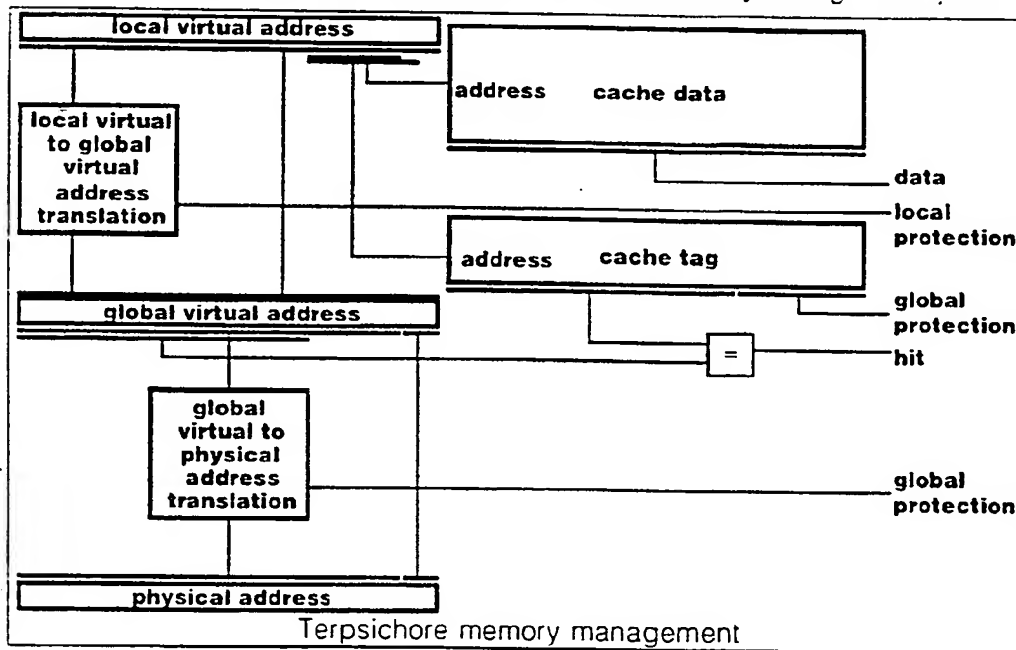 local virtual address
address
cache data
local virtual
to global
virtual
address
translation
data
local
protection
address
cache tag
global virtual address
global
protection
=
hit
global
virtual to
physical
address
translation
global
protection
physical address
Terpsichore memory management